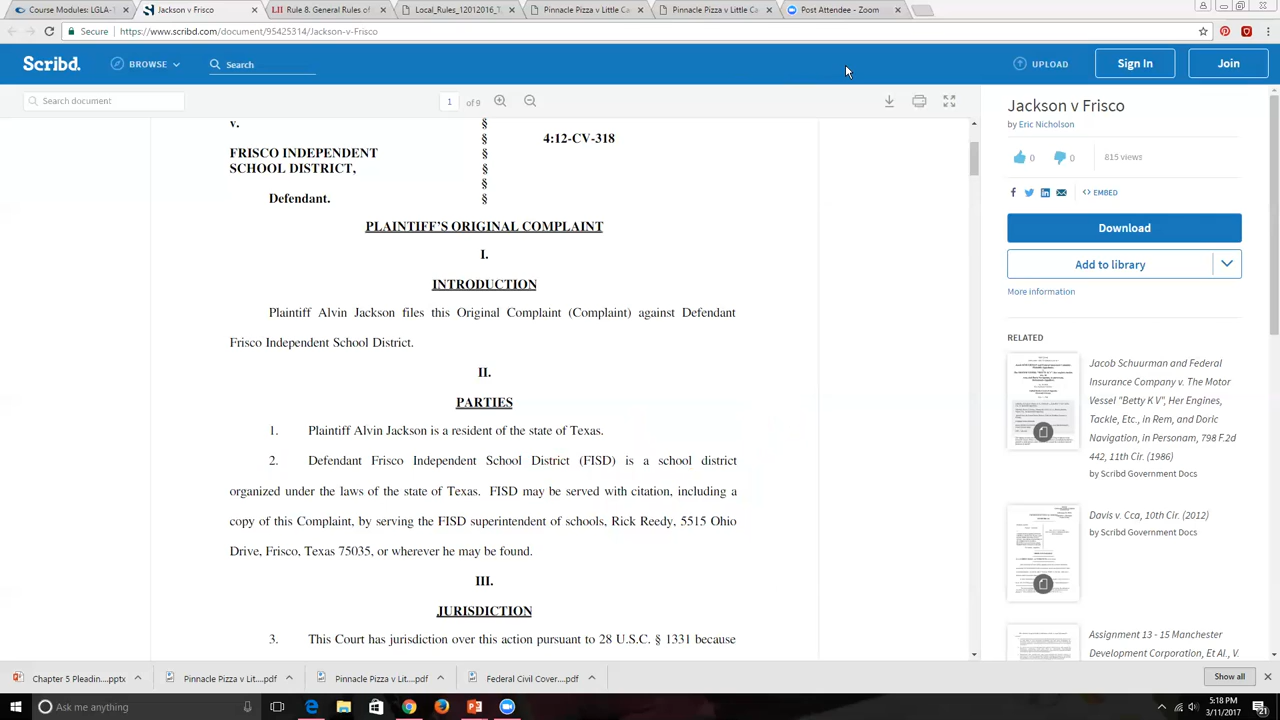 Course Modules: LGLA-1
Jackson v Frisco
Rule 8. General Rules of
Local_Rules_12012016_1
Pinnacle Pizza v Little Ca
Pinnacle Pizza v Little Ca
Post Attendee - Zoom
Secure
https://www.scribd.com/document/95425314/Jackson-v-Frisco
Scribd.
BROWSE
Search
UPLOAD
Sign In
Join
Search document
1 of 9
v.
4:12-CV-318
FRISCO INDEPENDENT
SCHOOL DISTRICT,
Defendant.
§
§
§
§
§
§
PLAINTIFF'S ORIGINAL COMPLAINT
I.
INTRODUCTION
Plaintiff Alvin Jackson files this Original Complaint (Complaint) against Defendant
Frisco Independent School District.
II.
PARTIES
1. Plaintiff Alvin Jackson is a resident of the state of Texas.
2. Defendant Frisco Independent School District (FISD) is a school district
organized under the laws of the state of Texas. FISD may be served with citation, including a
copy of this Complaint, by serving the FISD superintendent of schools, Rick Reedy, 5515 Ohio
Drive, Frisco, Texas 75035, or wherever he may be found.
III.
JURISDICTION
3. This Court has jurisdiction over this action pursuant to 28 U.S.C. § 1331 because
Jackson v Frisco
by Eric Nicholson
0
0
815 views
EMBED
Download
Add to library
More information
RELATED
Jacob Schuurman and Federal
Insurance Company v. The Motor
Vessel "Betty K V", Her Engines,
Tackle, Etc., in Rem, and Doric
Navigation, in Personam, 798 F.2d
442, 11th Cir. (1986)
by Scribd Government Docs
Davis v. Cca, 10th Cir. (2012)
by Scribd Government Docs
Assignment 13 - 15 Manchester
Development Corporation, Et Al., V.
Chapter 5 Pleadin....pptx
Pinnacle Pizza v Lit....pdf
Pinnacle Pizza v Lit....pdf
Federal Civil Cover....pdf
Show all
Ask me anything
5:18 PM
3/11/2017
21